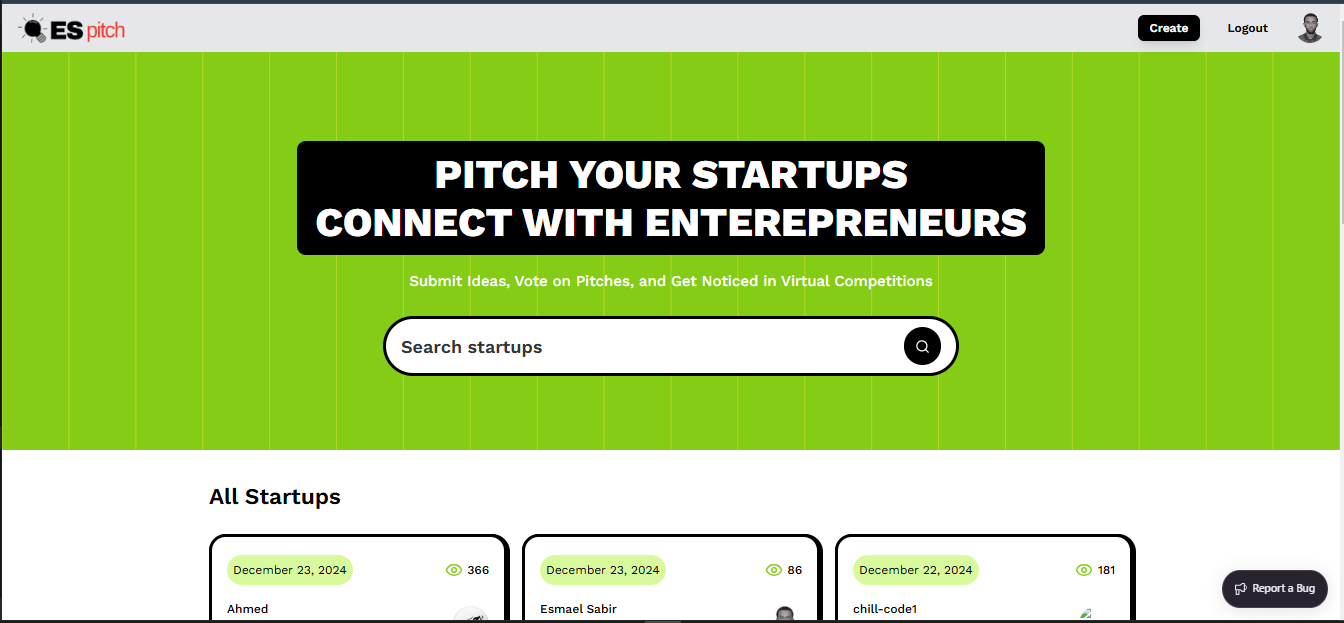 ES pitch
Create
Logout
PITCH YOUR STARTUPS
CONNECT WITH ENTEREPRENEURS
Submit Ideas, Vote on Pitches, and Get Noticed in Virtual Competitions
Search startups
All Startups
December 23, 2024
366
December 23, 2024
86
December 22, 2024
181
Ahmed
Esmael Sabir
chill-code1
Report a Bug